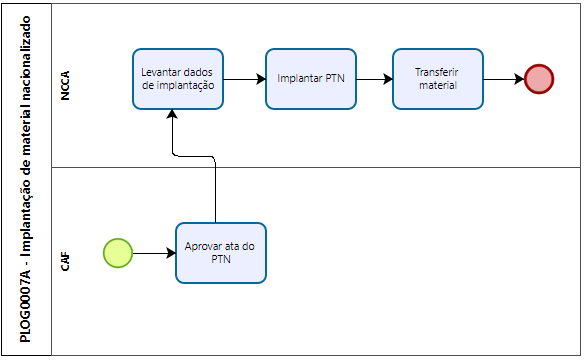 PLOG0007A - Implantação de material nacionalizado
NCCA
Levantar dados
de implantação
Implantar PTN
Transferir
material
CAF
Aprovar ata do
PTN